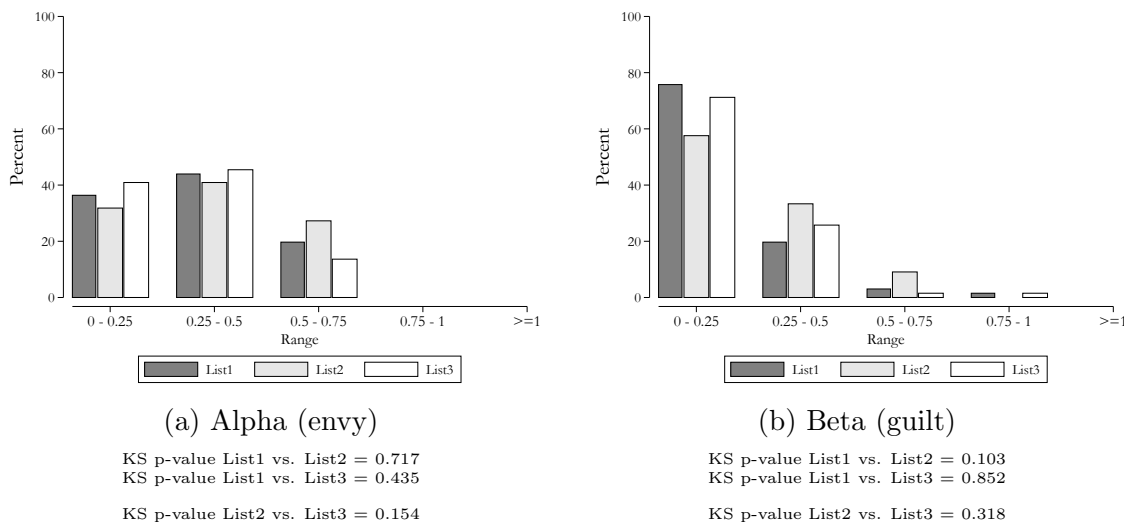 100
80
60
40
20
0
Percent
0 - 0.25
0.25 - 0.5
0.5 - 0.75
0.75 - 1
>=1
Range
List1
List2
List3
(a) Alpha (envy)
KS p-value List1 vs. List2 = 0.717
KS p-value List1 vs. List3 = 0.435
KS p-value List2 vs. List3 = 0.154
100
80
60
40
20
0
Percent
0 - 0.25
0.25 - 0.5
0.5 - 0.75
0.75 - 1
>=1
Range
List1
List2
List3
(b) Beta (guilt)
KS p-value List1 vs. List2 = 0.103
KS p-value List1 vs. List3 = 0.852
KS p-value List2 vs. List3 = 0.318